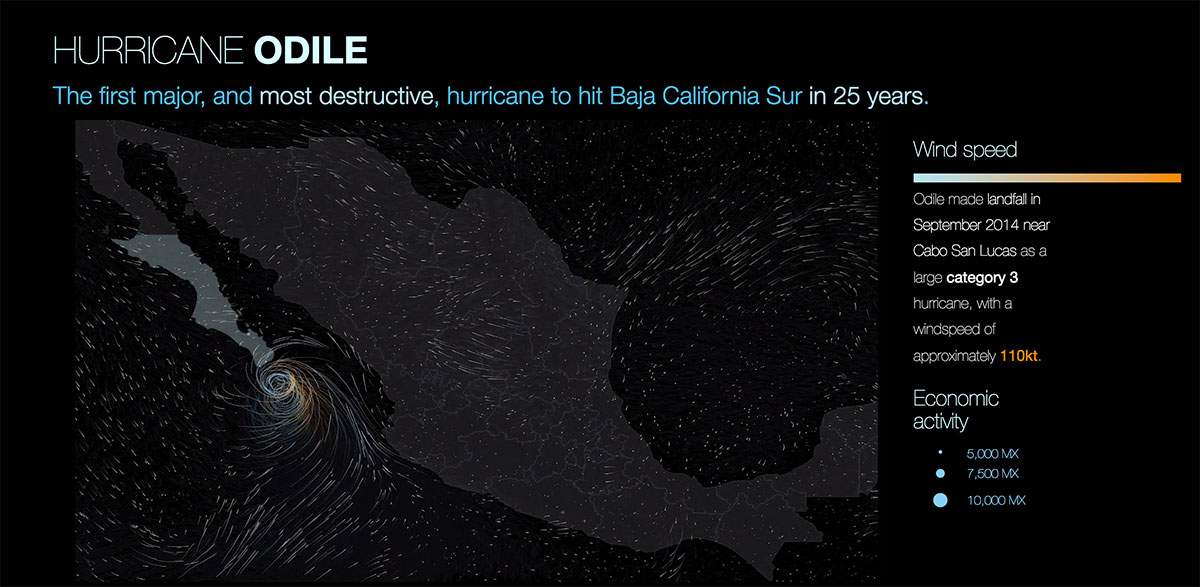 HURRICANE ODILE
The first major, and most destructive, hurricane to hit Baja California Sur in 25 years.
Wind speed
Odile made landfall in
September 2014 near
Cabo San Lucas as a
large category 3
hurricane, with a
windspeed of
approximately 110kt.
Economic
activity
5,000 MX
7,500 MX
10,000 MX